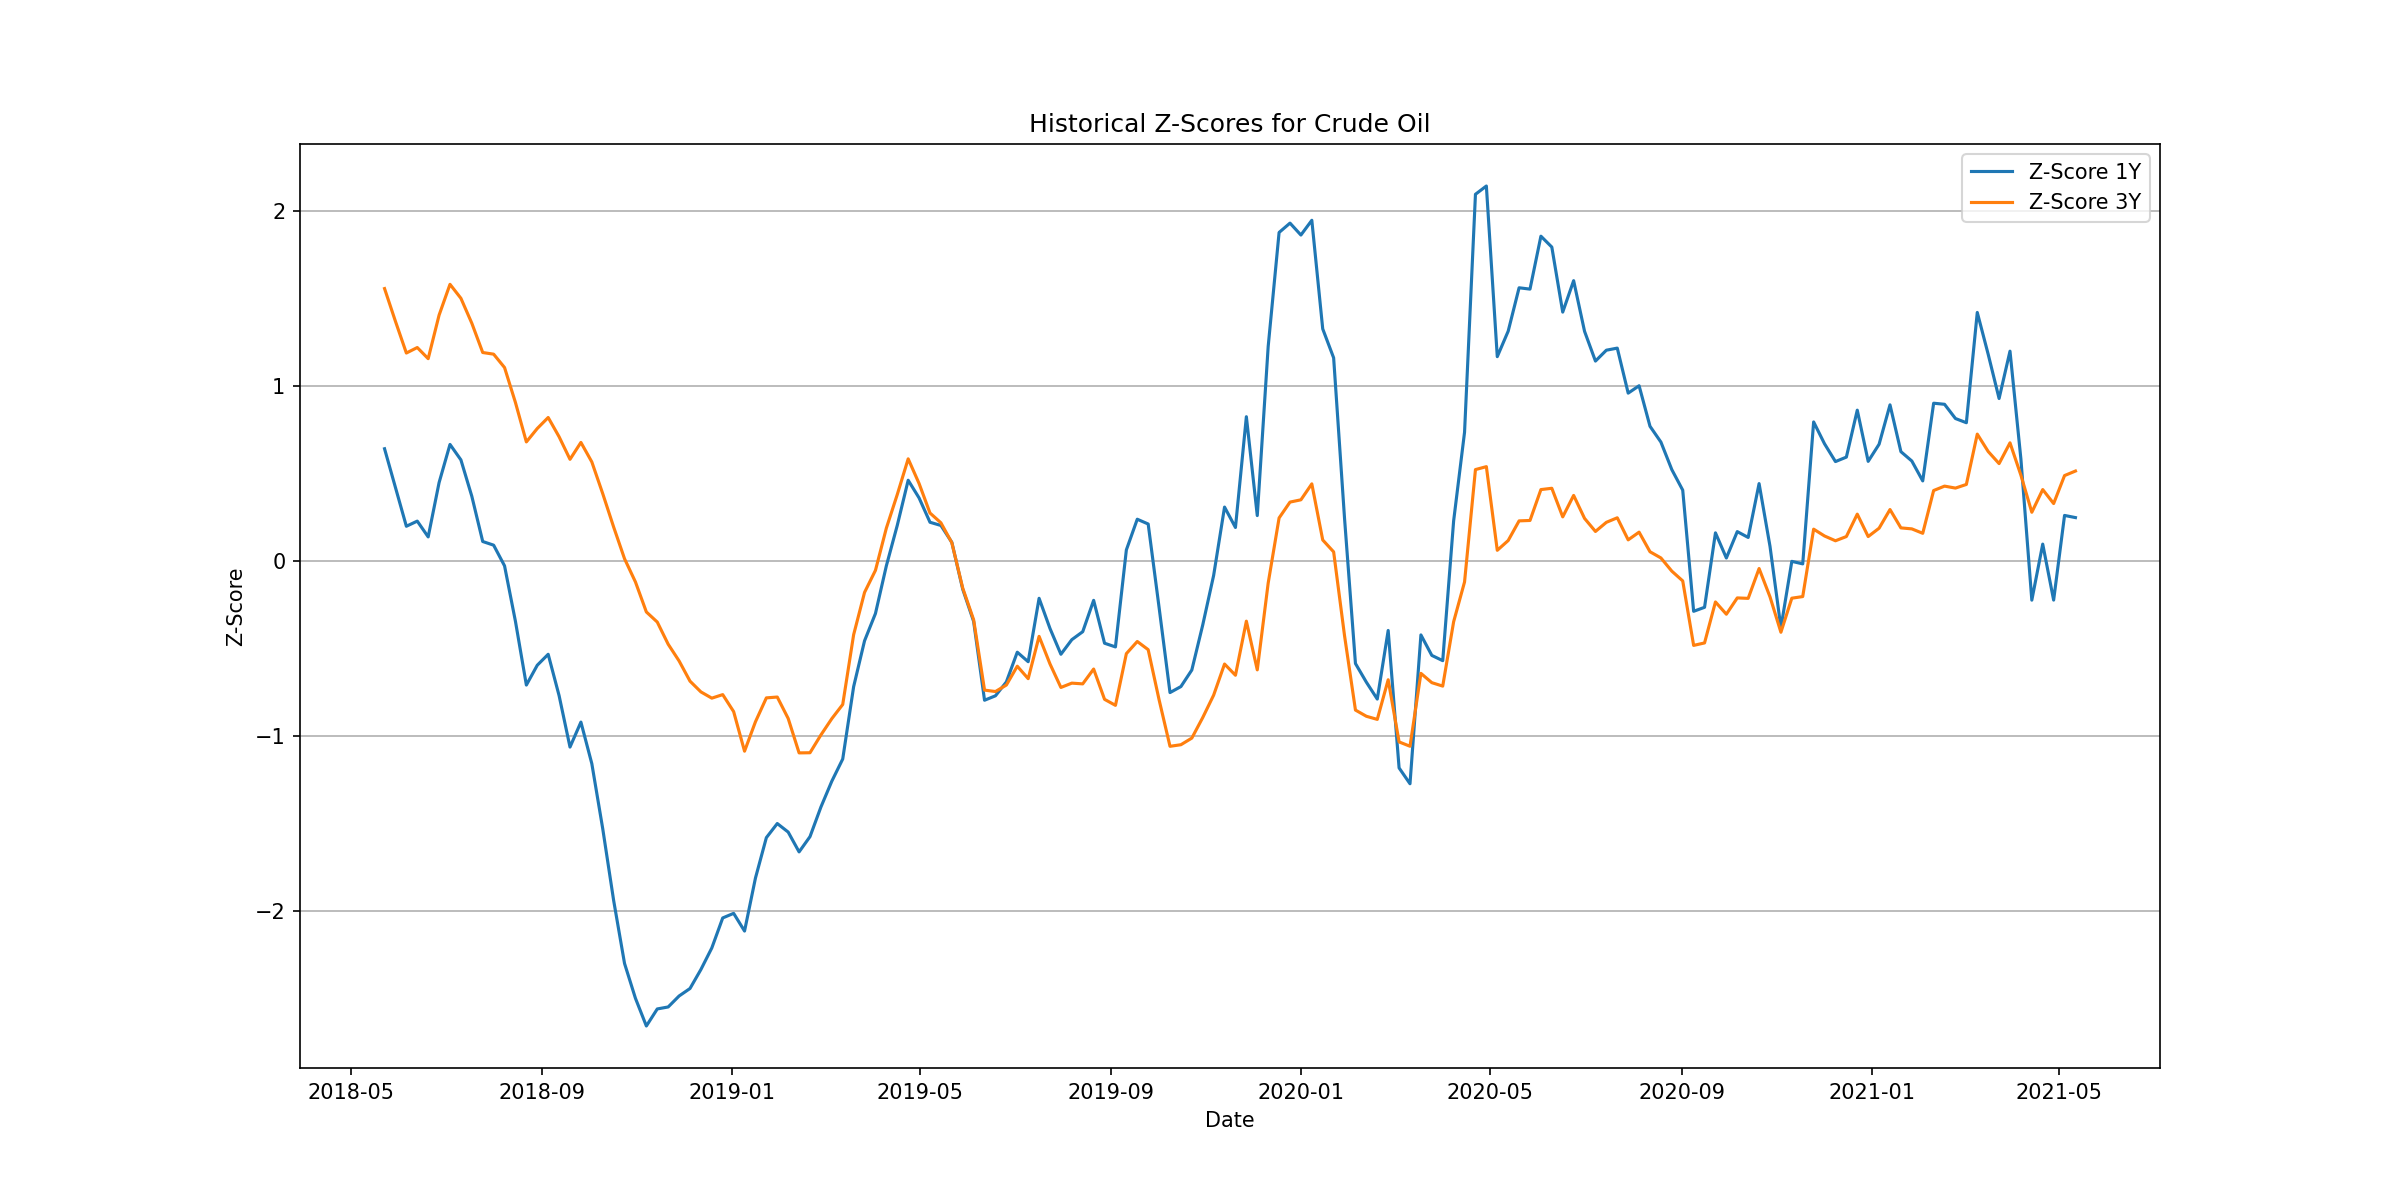 Historical Z-Scores for Crude Oil
Z-Score 1Y
Z-Score 3Y
2
1
0
−1
−2
Z-Score
2018-05 2018-09 2019-01 2019-05 2019-09 2020-01 2020-05 2020-09 2021-01 2021-05
Date